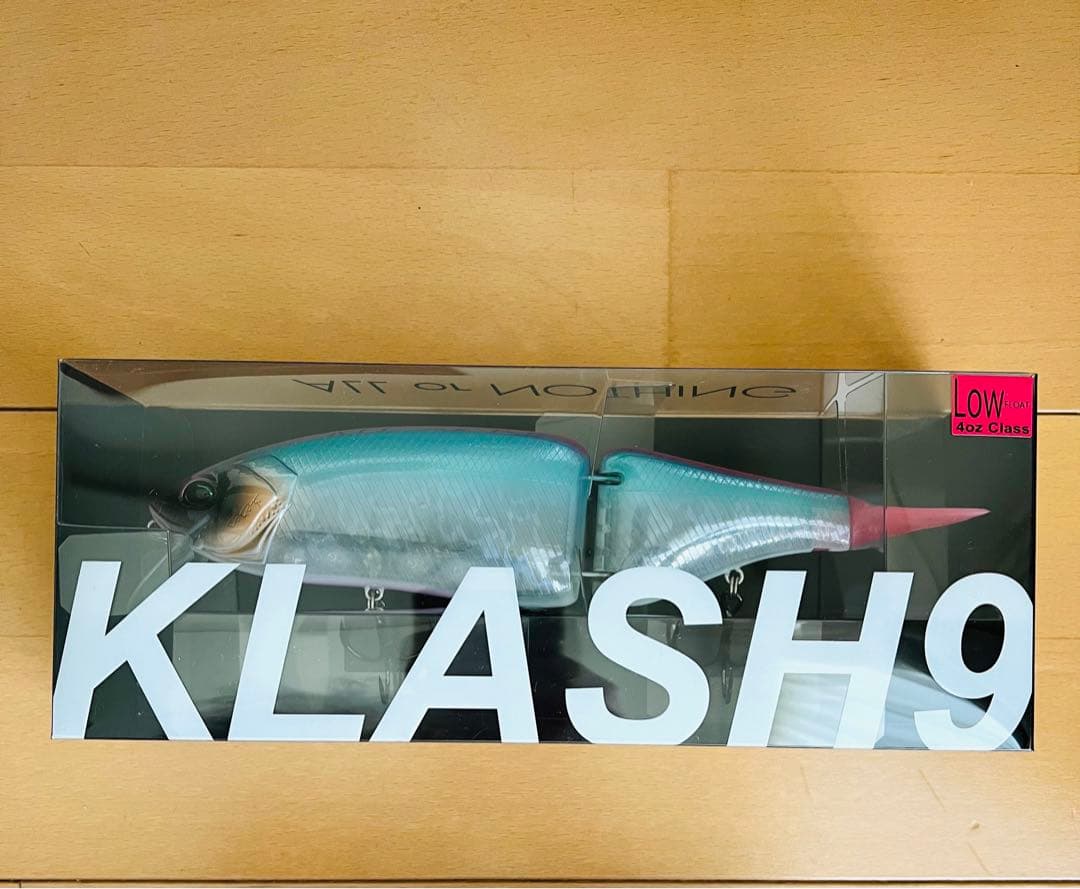 ALL or NOTHING
LOW FLOAT
4oz Class
KLASH9